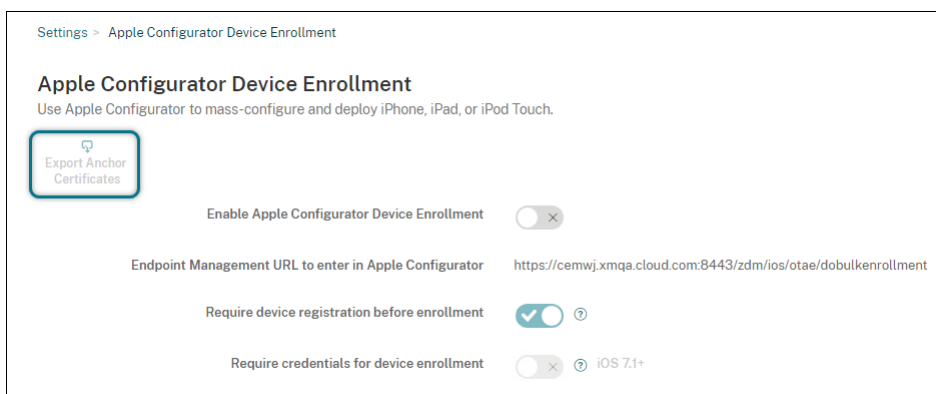 Settings > Apple Configurator Device Enrollment
Apple Configurator Device Enrollment
Use Apple Configurator to mass-configure and deploy iPhone, iPad, or iPod Touch.
Export Anchor
Certificates
Enable Apple Configurator Device Enrollment
Endpoint Management URL to enter in Apple Configurator https://cemwj.xmqa.cloud.com:8443/zdm/ios/otae/dobulkenrollment
Require device registration before enrollment ?
Require credentials for device enrollment ? iOS 7.1+